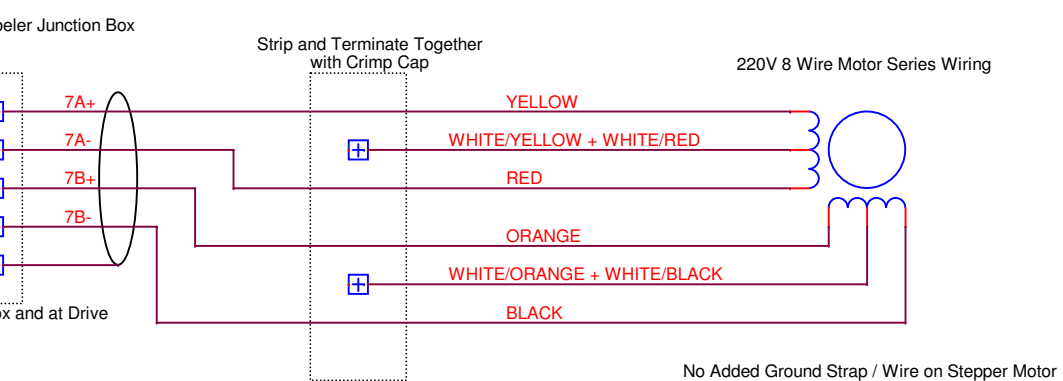 eler Junction Box
Strip and Terminate Together
with Crimp Cap
220V 8 Wire Motor Series Wiring
7A+
YELLOW
7A-
WHITE/YELLOW + WHITE/RED
7B+
RED
7B-
ORANGE
WHITE/ORANGE + WHITE/BLACK
ox and at Drive
BLACK
No Added Ground Strap / Wire on Stepper Motor